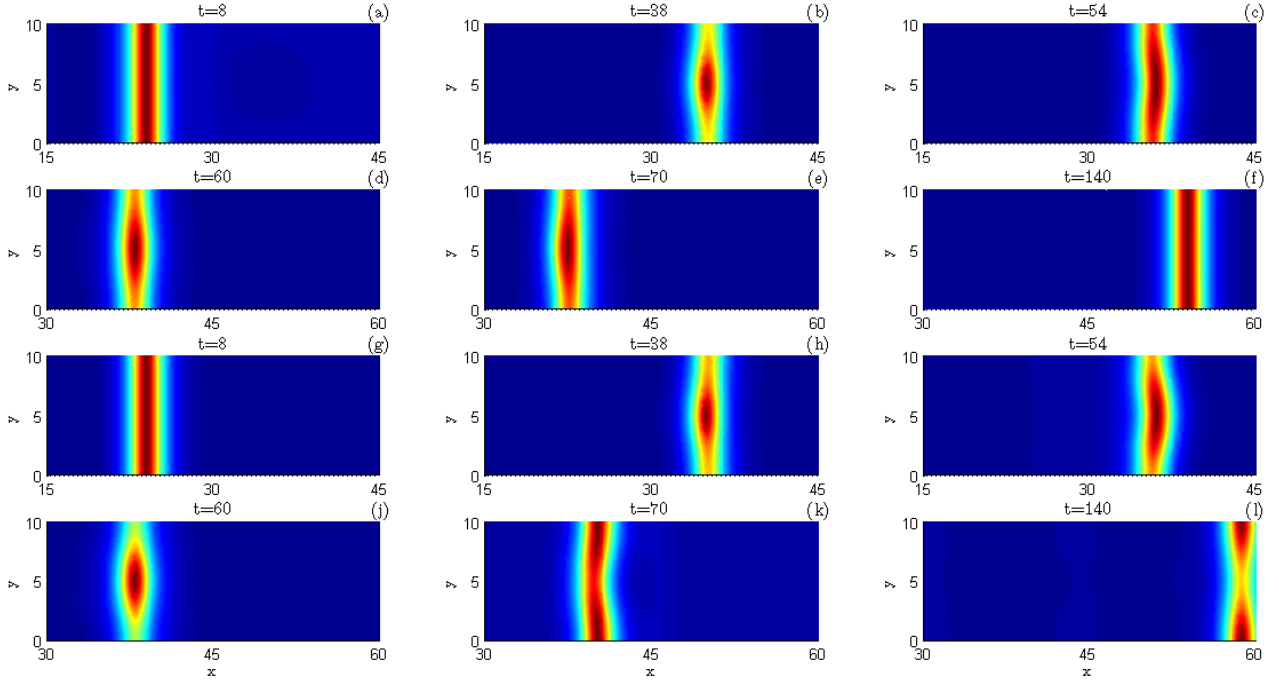 t=8 (a) t=38 (b) t=54 (c)
10 10 10
y 5 y 5 y 5
0 0 0
15 30 45 15 30 45 15 30 45
t=60 (d) t=70 (e) t=140 (f)
10 10 10
y 5 y 5 y 5
0 0 0
30 45 60 30 45 60 30 45 60
t=8 (g) t=38 (h) t=54 (i)
10 10 10
y 5 y 5 y 5
0 0 0
15 30 45 15 30 45 15 30 45
t=60 (j) t=70 (k) t=140 (l)
10 10 10
y 5 y 5 y 5
0 0 0
30 45 60 30 45 60 30 45 60
x x x